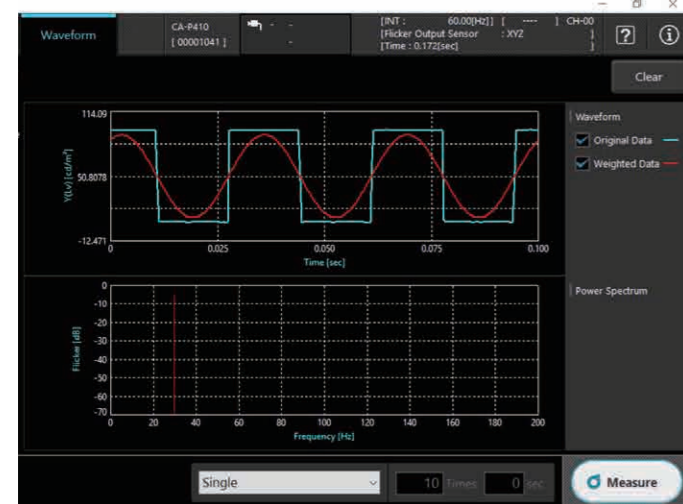 Waveform
CA-P410
[ 00001041 ]
- -
-
[INT : 60.00[Hz]] [ ---- ] CH-00
[Flicker Output Sensor : XYZ ]
[Time : 0.172[sec] ]
?
i
Clear
Waveform
Original Data
Weighted Data
114.09
50.8078
-12.471
Y(Lv) [cd/m²]
0 0.025 0.050 0.075 0.100
Time [sec]
Power Spectrum
0
-10
-20
-30
-40
-50
-60
-70
Flicker [dB]
0 20 40 60 80 100 120 140 160 180 200
Frequency [Hz]
Single
10 Times 0 sec
Measure